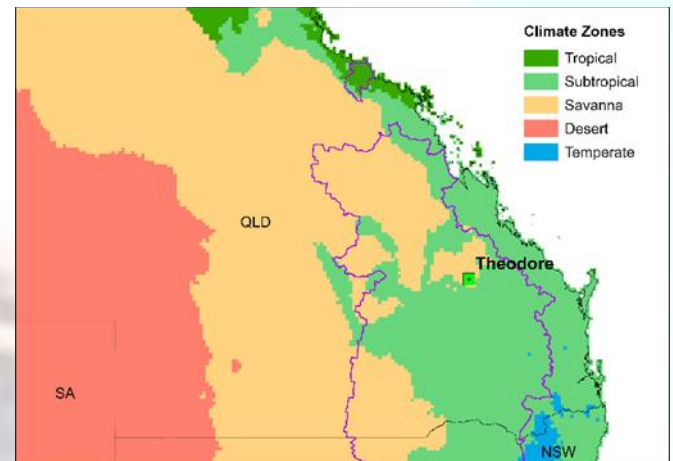 Climate Zones
Tropical
Subtropical
Savanna
Desert
Temperate
QLD
Theodore
SA
NSW